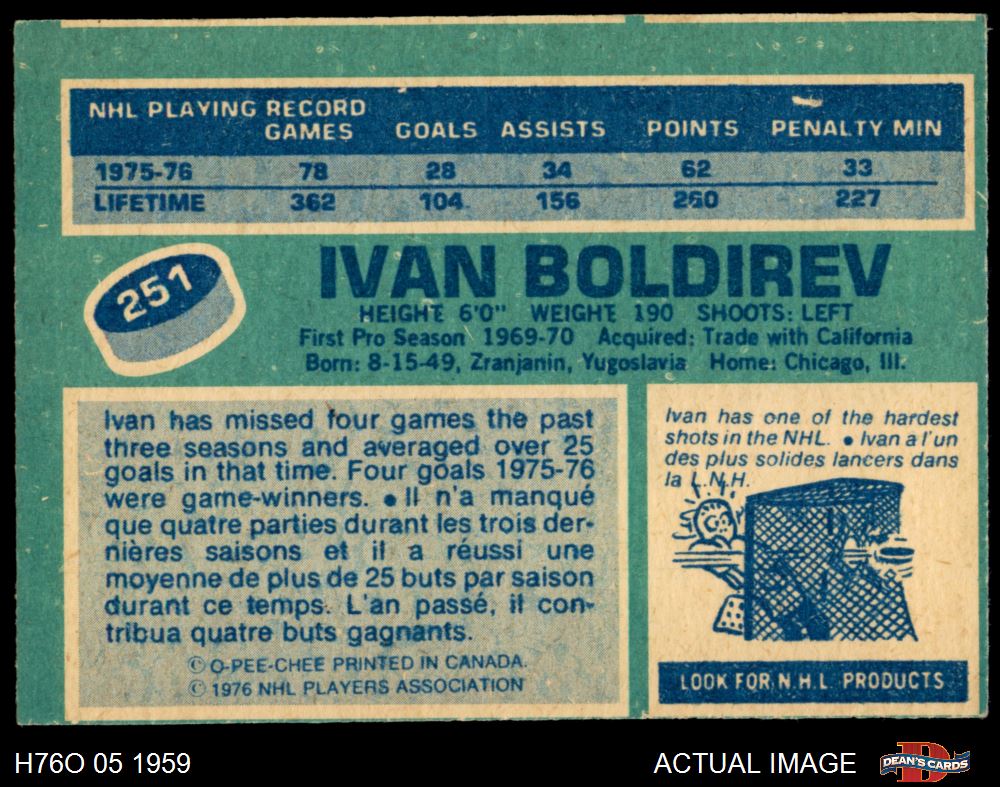 NHL PLAYING RECORD
GAMES GOALS ASSISTS POINTS PENALTY MIN
1975-76 78 28 34 62 33
LIFETIME 362 104 156 260 227
251
IVAN BOLDIREV
HEIGHT 6'0" WEIGHT 190 SHOOTS: LEFT
First Pro Season 1969-70 Acquired: Trade with California
Born: 8-15-49, Zranjanin, Yugoslavia Home: Chicago, Ill.
Ivan has missed four games the past
three seasons and averaged over 25
goals in that time. Four goals 1975-76
were game-winners. ● Il n'a manqué
que quatre parties durant les trois der-
nières saisons et il a réussi une
moyenne de plus de 25 buts par saison
durant ce temps. L'an passé, il con-
tribua quatre buts gagnants.
© O-PEE-CHEE PRINTED IN CANADA.
© 1976 NHL PLAYERS ASSOCIATION
Ivan has one of the hardest
shots in the NHL. ● Ivan a l'un
des plus solides lancers dans
la L.N.H.
LOOK FOR N.H.L PRODUCTS
H76O 05 1959
ACTUAL IMAGE
DEAN'S CARDS